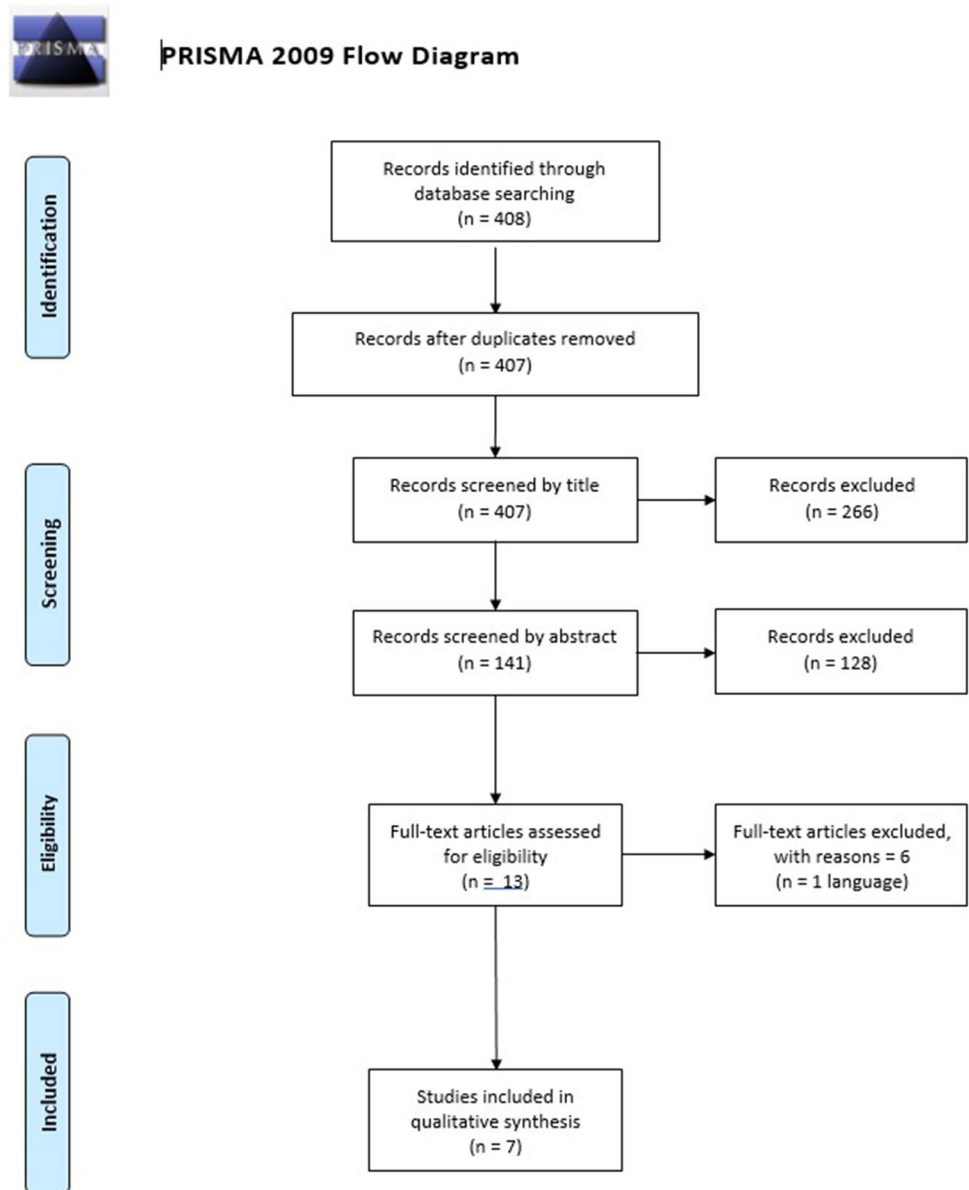 PRISMA
PRISMA 2009 Flow Diagram
Identification
Records identified through
database searching
(n = 408)
Records after duplicates removed
(n = 407)
Screening
Records screened by title
(n = 407)
Records excluded
(n = 266)
Records screened by abstract
(n = 141)
Records excluded
(n = 128)
Eligibility
Full-text articles assessed
for eligibility
(n = 13)
Full-text articles excluded,
with reasons = 6
(n = 1 language)
Included
Studies included in
qualitative synthesis
(n = 7)